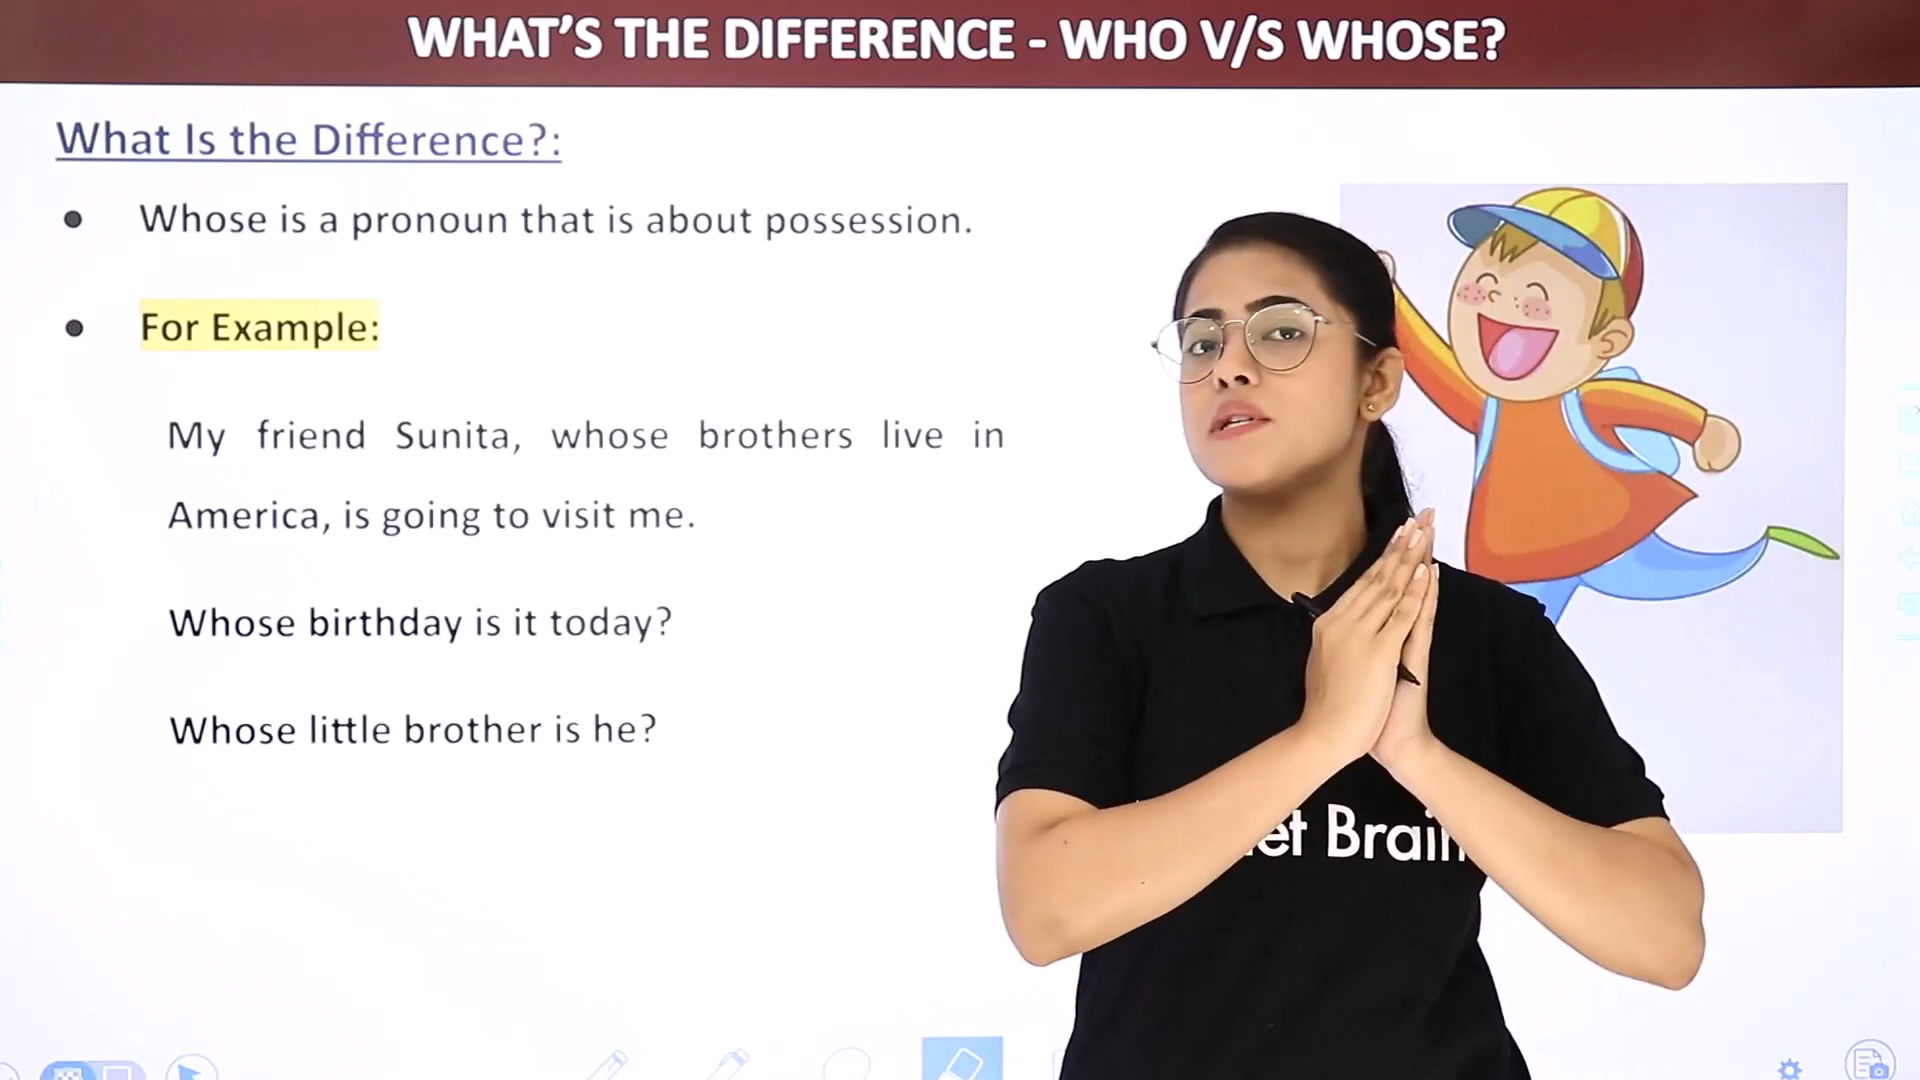 WHAT'S THE DIFFERENCE - WHO V/S WHOSE?
What Is the Difference?:
● Whose is a pronoun that is about possession.
● For Example:
My friend Sunita, whose brothers live in
America, is going to visit me.
Whose birthday is it today?
Whose little brother is he?
Brain